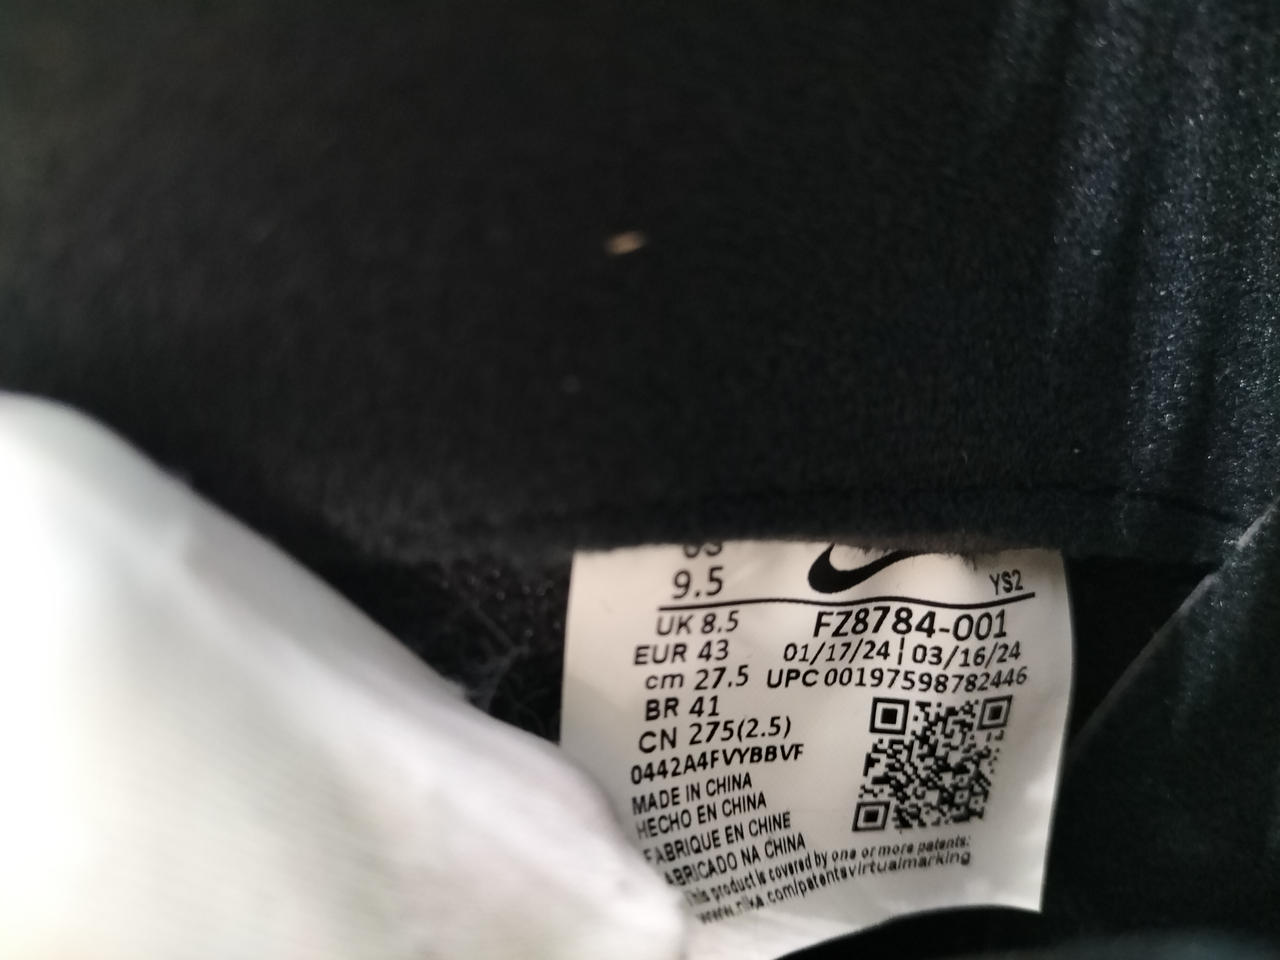 US
9.5
YS2
UK 8.5 FZ8784-001
EUR 43 01/17/24 | 03/16/24
cm 27.5 UPC 00197598782446
BR 41
CN 275(2.5)
0442A4FVYBBVF
MADE IN CHINA
HECHO EN CHINA
FABRIQUE EN CHINE
FABRICADO NA CHINA
This product is covered by one or more patents:
www.nike.com/patentsvirtualmarking